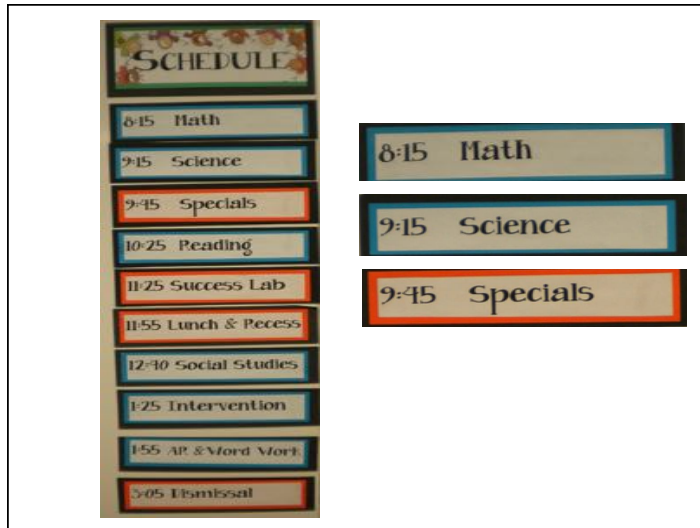 SCHEDULE
8:15 Math
9:15 Science
9:45 Specials
10:25 Reading
11:25 Success Lab
11:55 Lunch & Recess
12:40 Social Studies
1:25 Intervention
1:55 AR & Word Work
3:05 Dismissal
8:15 Math
9:15 Science
9:45 Specials